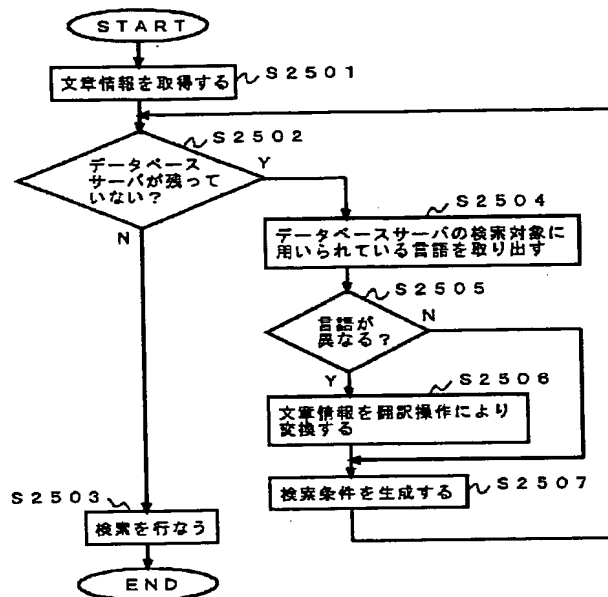 START
文章情報を取得する
S2501
S2502
データベース
サーバが残って
いない？
Y
N
S2504
データベースサーバの検索対象に
用いられている言語を取り出す
S2505
言語が
異なる？
N
Y
S2506
文章情報を翻訳操作により
変換する
S2503
検索条件を生成する
S2507
検索を行なう
END